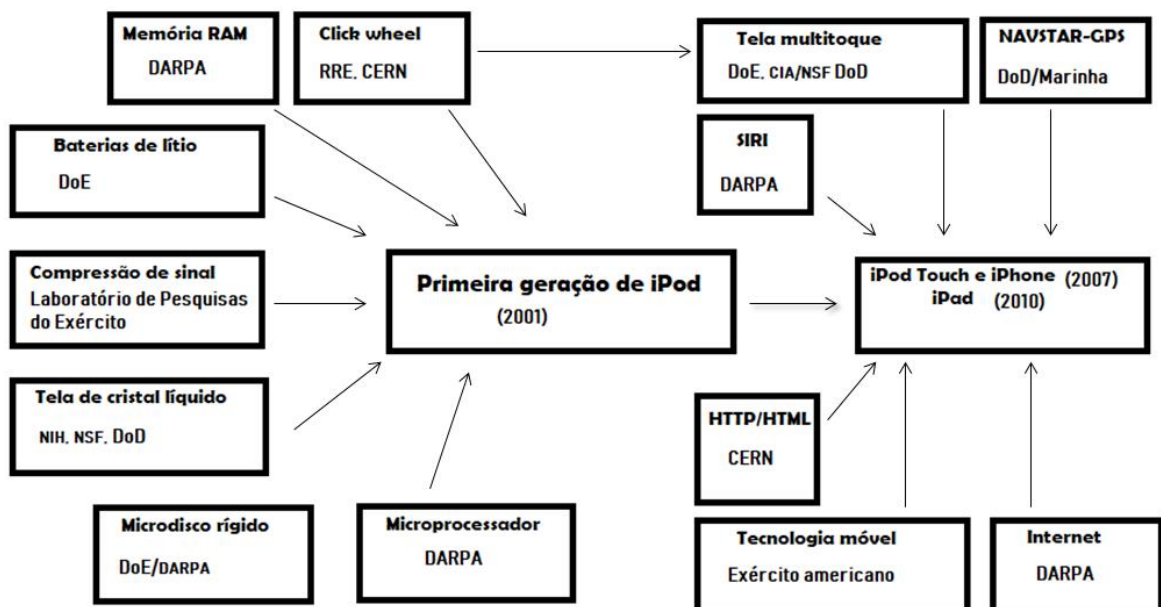 Memória RAM
DARPA
Click wheel
RRE, CERN
Tela multitoque
DoE, CIA/NSF DoD
NAVSTAR-GPS
DoD/Marinha
Baterias de lítio
DoE
SIRI
DARPA
Compressão de sinal
Laboratório de Pesquisas
do Exército
Primeira geração de iPod
(2001)
iPod Touch e iPhone (2007)
iPad (2010)
Tela de cristal líquido
NIH, NSF, DoD
HTTP/HTML
CERN
Microdisco rígido
DoE/DARPA
Microprocessador
DARPA
Tecnologia móvel
Exército americano
Internet
DARPA